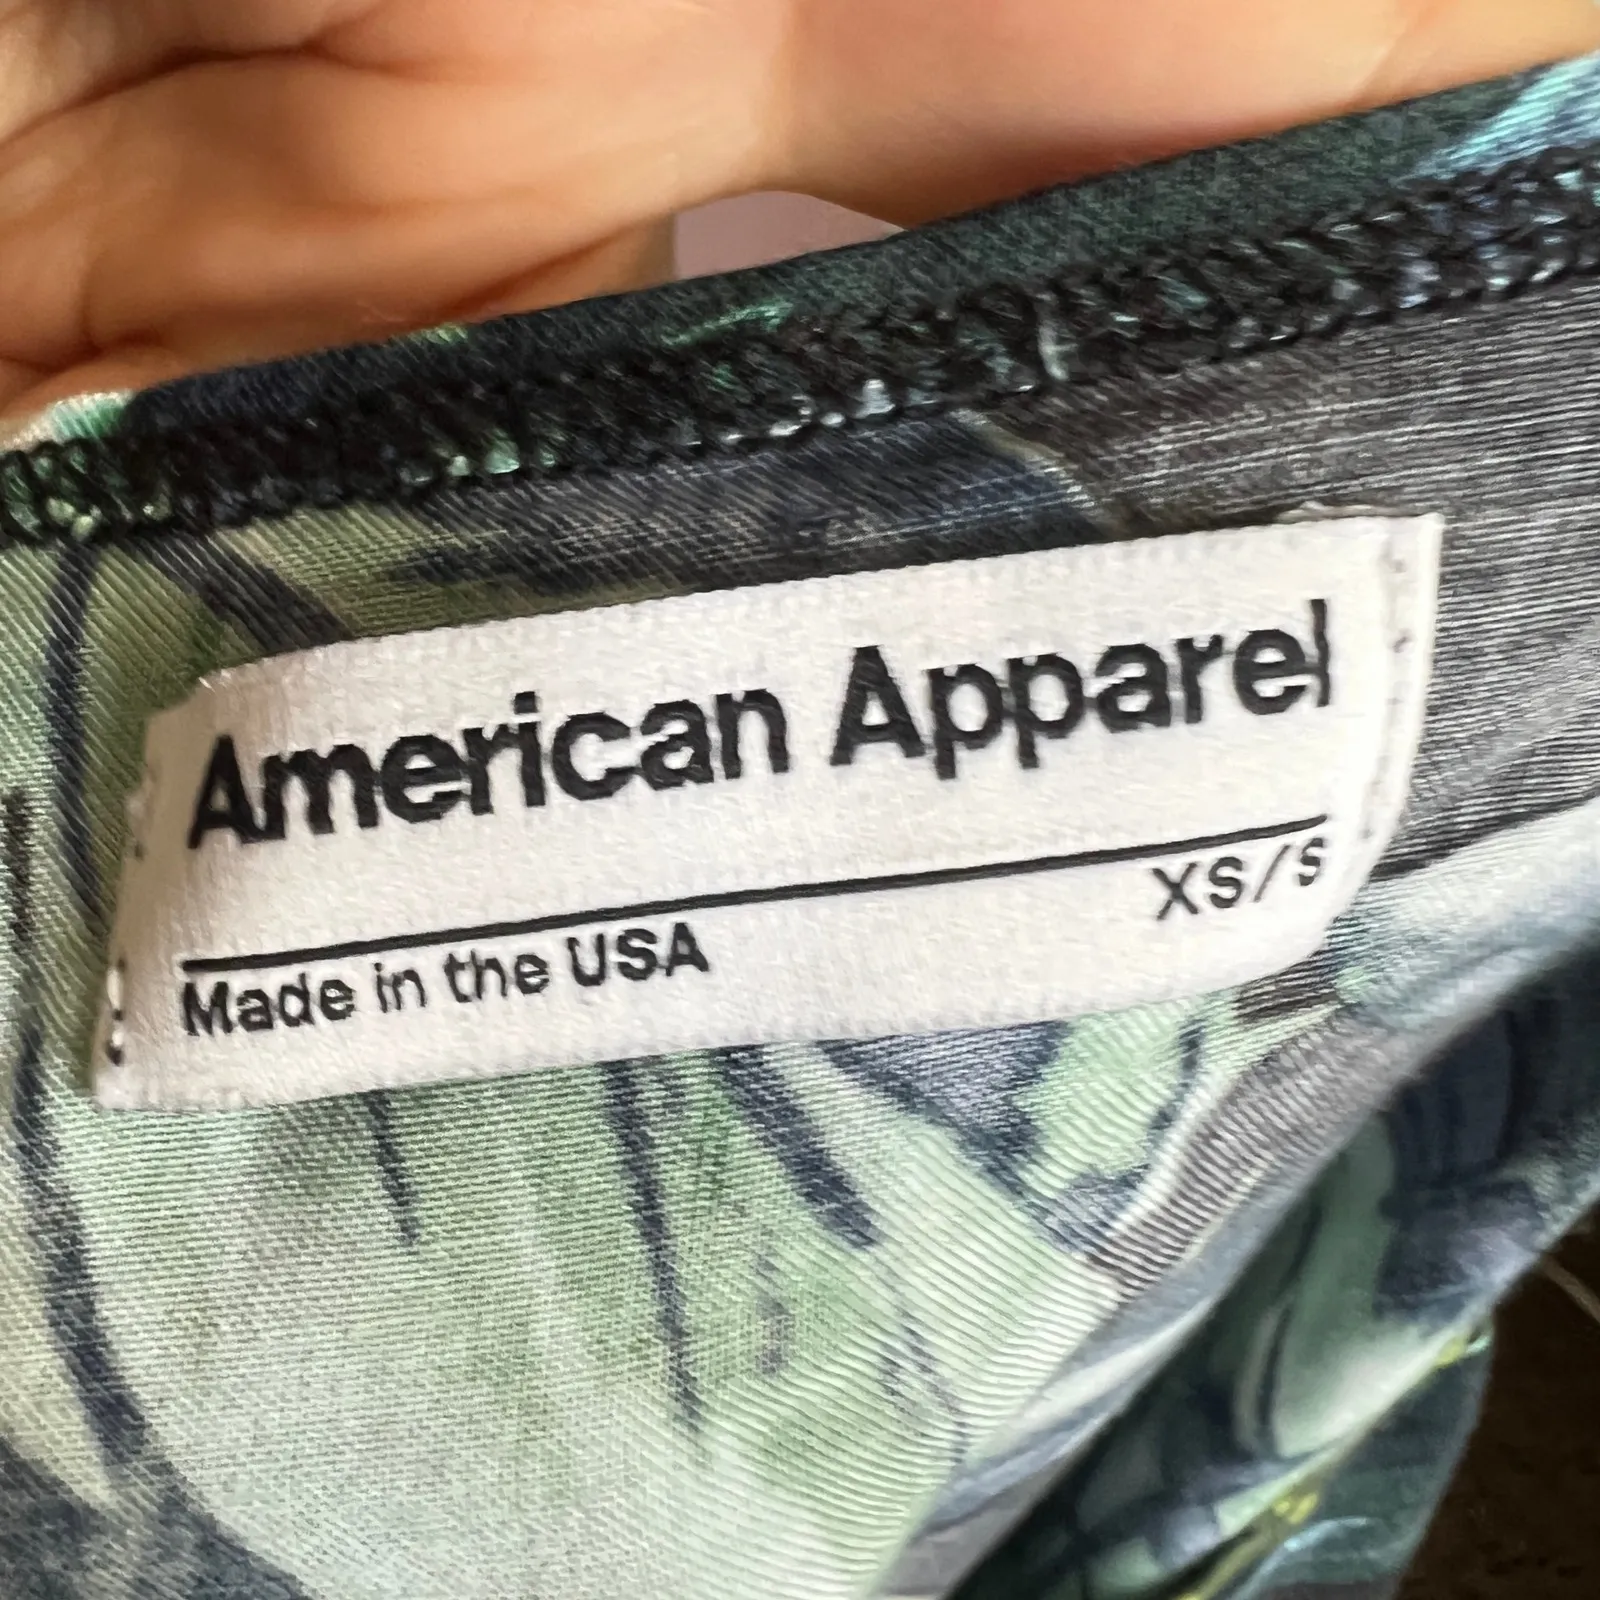 American Apparel
XS/S
Made in the USA